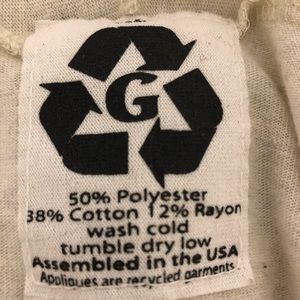 G
50% Polyester
38% Cotton 12% Rayon
wash cold
tumble dry low
Assembled in the USA
Appliques are recycled garments